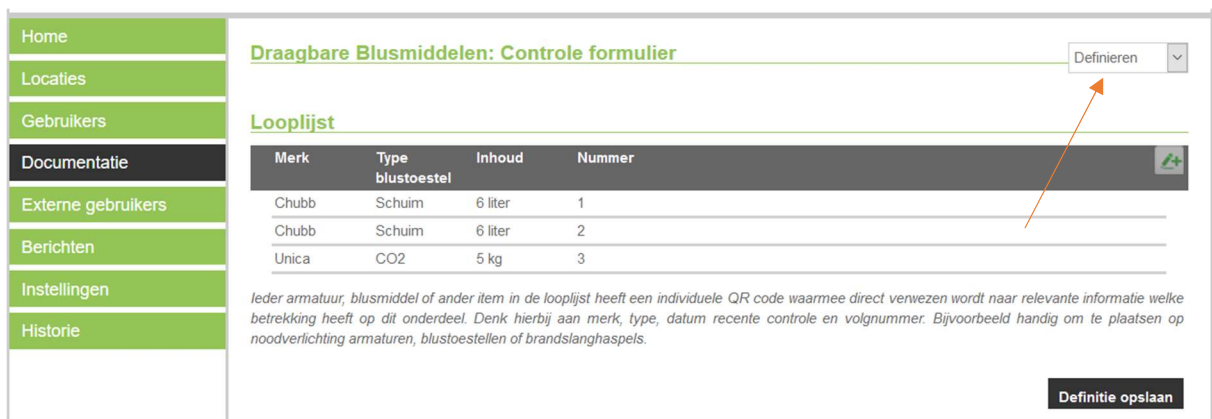 Home
Locaties
Gebruikers
Documentatie
Externe gebruikers
Berichten
Instellingen
Historie
Draagbare Blusmiddelen: Controle formulier
Definieren
Looplijst
Merk Type blustoestel Inhoud Nummer
Chubb Schuim 6 liter 1
Chubb Schuim 6 liter 2
Unica CO2 5 kg 3
Ieder armatuur, blusmiddel of ander item in de looplijst heeft een individuele QR code waarmee direct verwezen wordt naar relevante informatie welke
betrekking heeft op dit onderdeel. Denk hierbij aan merk, type, datum recente controle en volgnummer. Bijvoorbeeld handig om te plaatsen op
noodverlichting armaturen, blustoestellen of brandslanghaspels.
Definitie opslaan